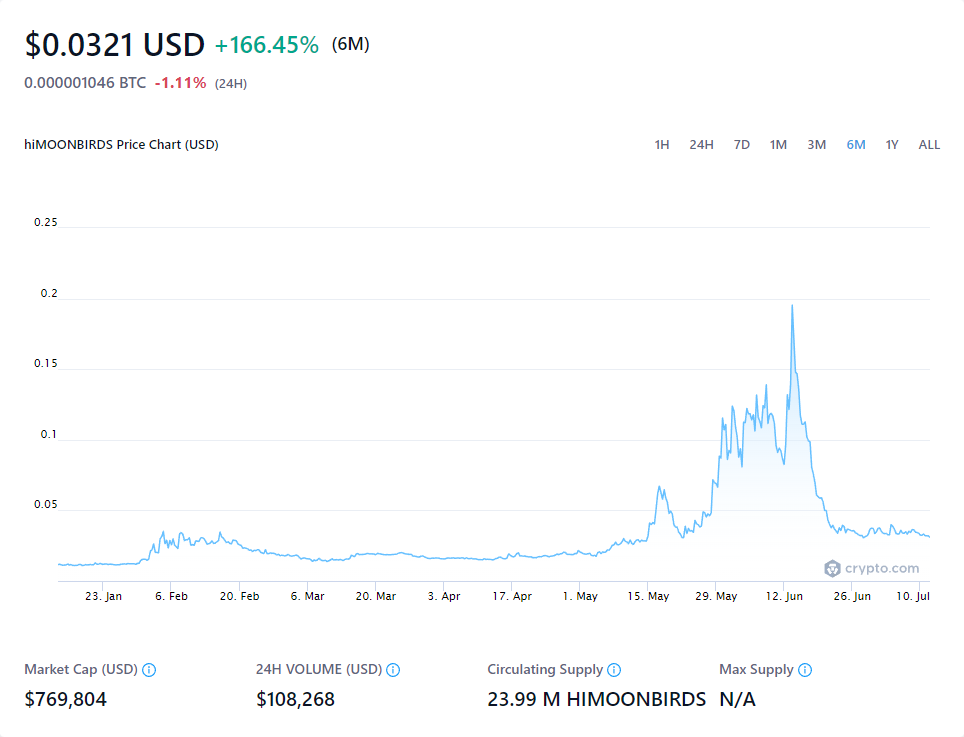 $0.0321 USD +166.45% (6M)
0.000001046 BTC -1.11% (24H)
hiMOONBIRDS Price Chart (USD) 1H 24H 7D 1M 3M 6M 1Y ALL
0.25
0.2
0.15
0.1
0.05
crypto.com
23. Jan 6. Feb 20. Feb 6. Mar 20. Mar 3. Apr 17. Apr 1. May 15. May 29. May 12. Jun 26. Jun 10. Jul
Market Cap (USD) 24H VOLUME (USD) Circulating Supply Max Supply
$769,804 $108,268 23.99 M HIMOONBIRDS N/A